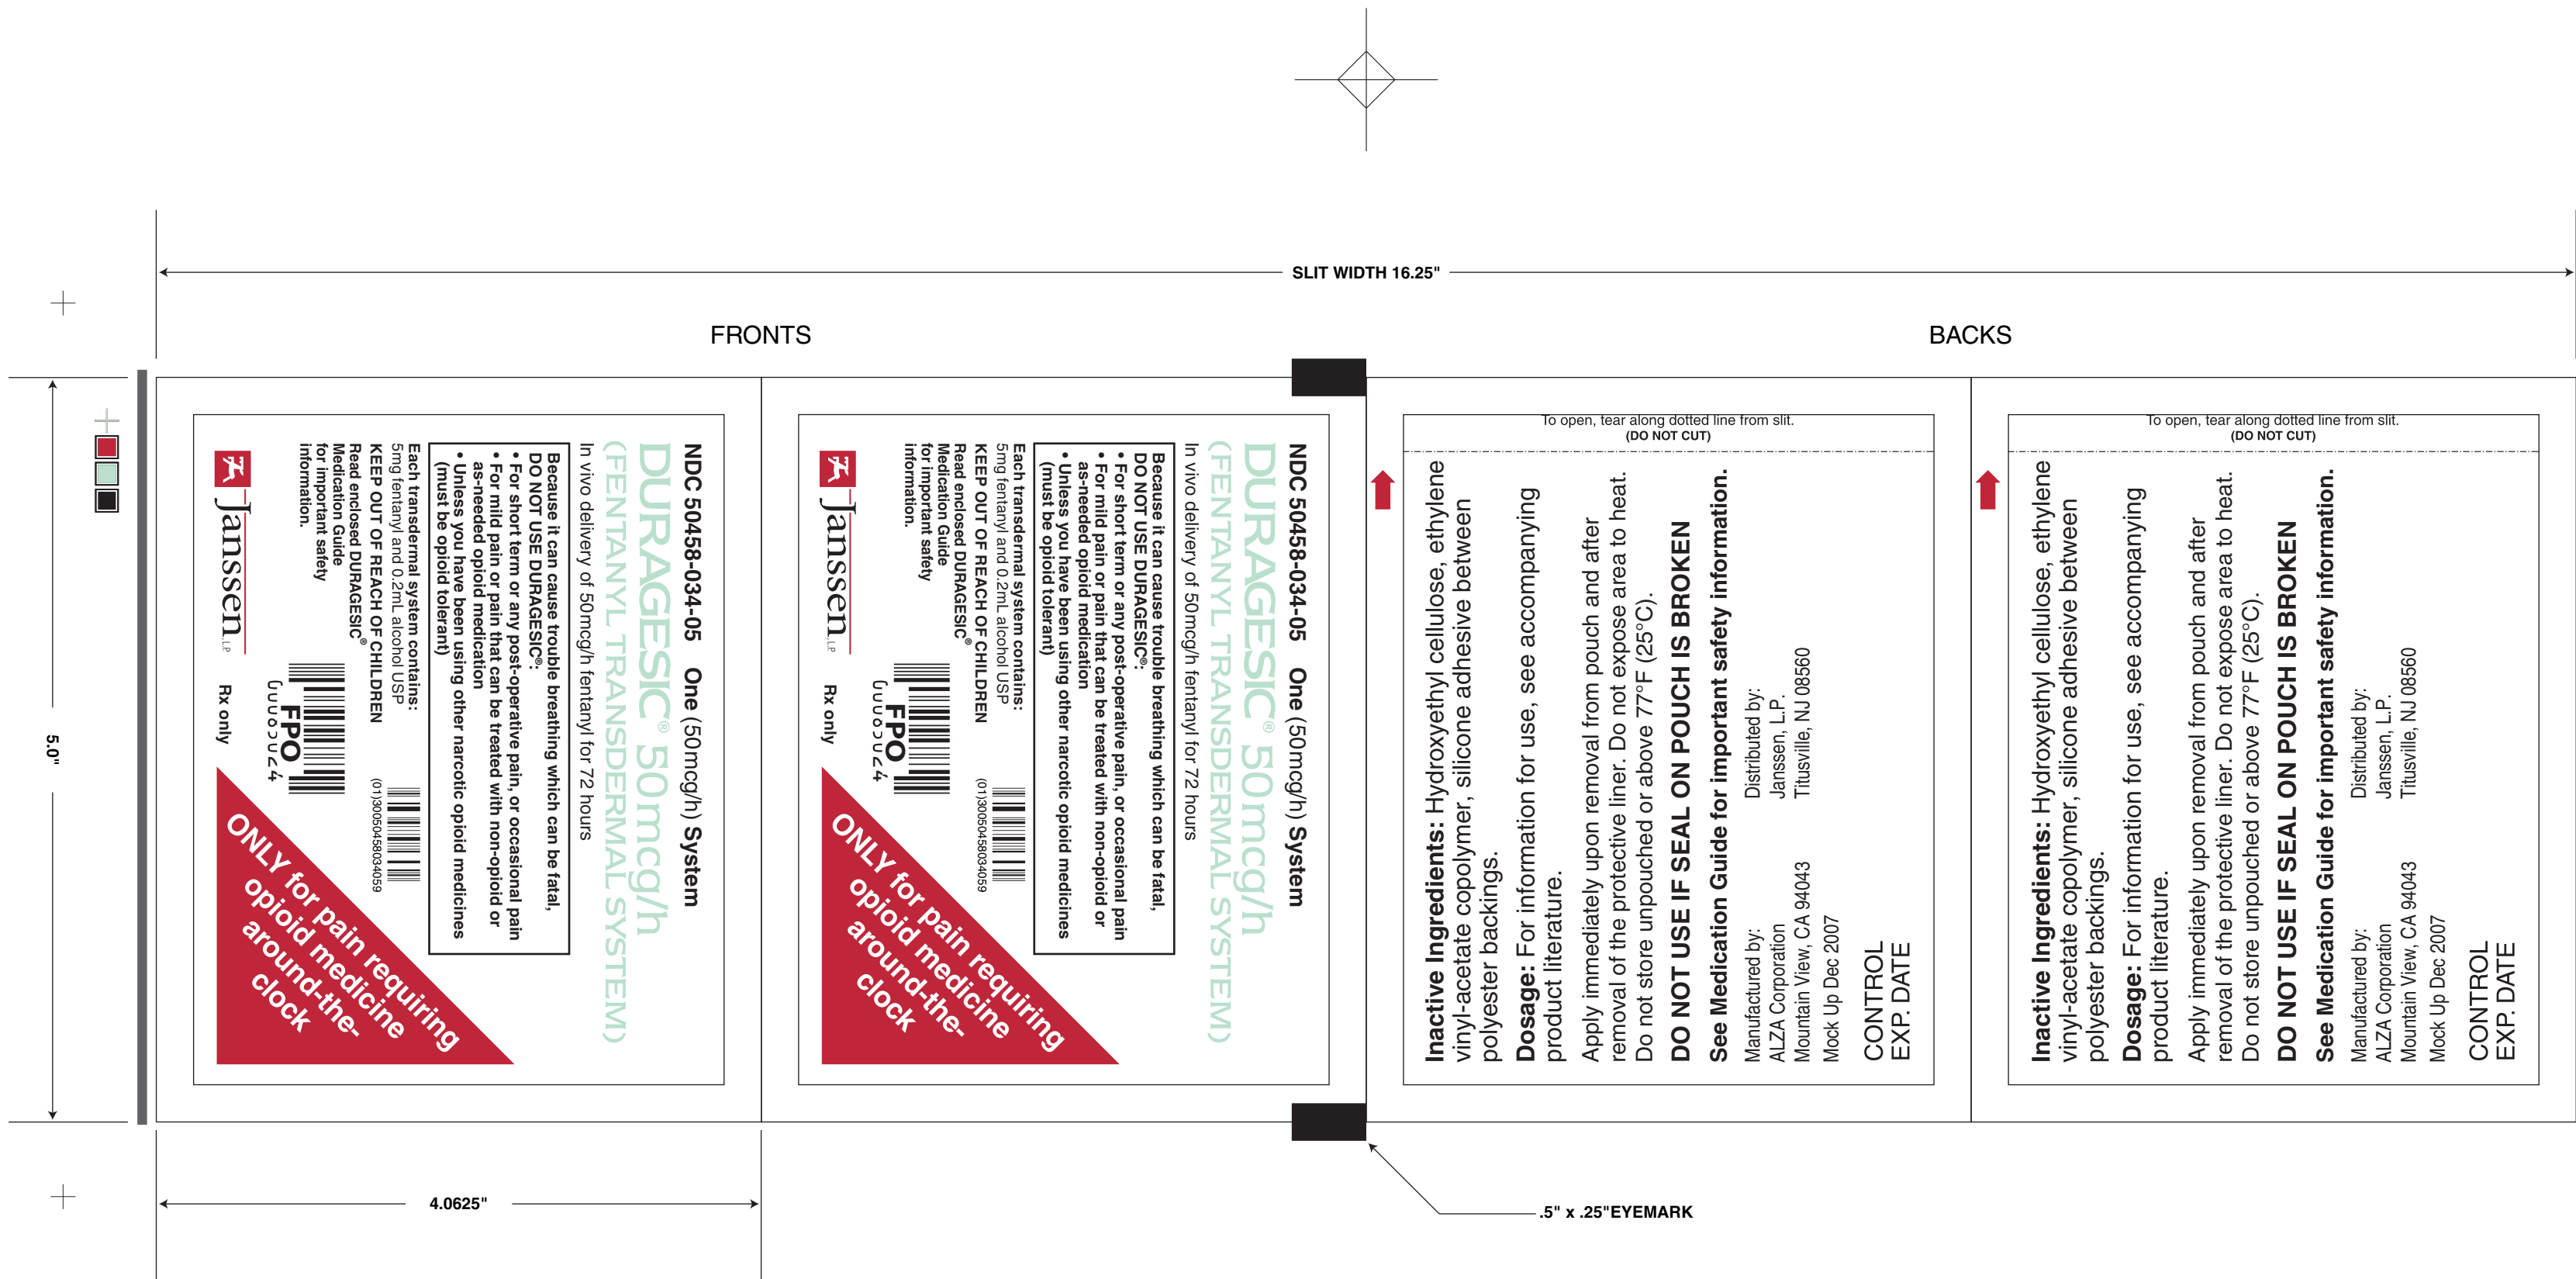 SLIT WIDTH 16.25"
FRONTS
BACKS
5.0"
NDC 50458-034-05 One (50mcg/h) System
DURAGESIC® 50mcg/h
(FENTANYL TRANSDERMAL SYSTEM)
In vivo delivery of 50mcg/h fentanyl for 72 hours
Because it can cause trouble breathing which can be fatal,
DO NOT USE DURAGESIC®:
• For short term or any post-operative pain, or occasional pain
• For mild pain or pain that can be treated with non-opioid or
as-needed opioid medication
• Unless you have been using other narcotic opioid medicines
(must be opioid tolerant)
Each transdermal system contains:
5mg fentanyl and 0.2mL alcohol USP
KEEP OUT OF REACH OF CHILDREN
Read enclosed DURAGESIC®
Medication Guide
for important safety
information.
(01)30050458034059
FPO
Janssen, L.P.
Rx only
ONLY for pain requiring
opioid medicine
around-the-
clock
NDC 50458-034-05 One (50mcg/h) System
DURAGESIC® 50mcg/h
(FENTANYL TRANSDERMAL SYSTEM)
In vivo delivery of 50mcg/h fentanyl for 72 hours
Because it can cause trouble breathing which can be fatal,
DO NOT USE DURAGESIC®:
• For short term or any post-operative pain, or occasional pain
• For mild pain or pain that can be treated with non-opioid or
as-needed opioid medication
• Unless you have been using other narcotic opioid medicines
(must be opioid tolerant)
Each transdermal system contains:
5mg fentanyl and 0.2mL alcohol USP
KEEP OUT OF REACH OF CHILDREN
Read enclosed DURAGESIC®
Medication Guide
for important safety
information.
(01)30050458034059
FPO
Janssen, L.P.
Rx only
ONLY for pain requiring
opioid medicine
around-the-
clock
To open, tear along dotted line from slit.
(DO NOT CUT)
Inactive Ingredients: Hydroxyethyl cellulose, ethylene
vinyl-acetate copolymer, silicone adhesive between
polyester backings.
Dosage: For information for use, see accompanying
product literature.
Apply immediately upon removal from pouch and after
removal of the protective liner. Do not expose area to heat.
Do not store unpouched or above 77°F (25°C).
DO NOT USE IF SEAL ON POUCH IS BROKEN
See Medication Guide for important safety information.
Manufactured by:
ALZA Corporation
Mountain View, CA 94043
Mock Up Dec 2007
Distributed by:
Janssen, L.P.
Titusville, NJ 08560
CONTROL
EXP. DATE
To open, tear along dotted line from slit.
(DO NOT CUT)
Inactive Ingredients: Hydroxyethyl cellulose, ethylene
vinyl-acetate copolymer, silicone adhesive between
polyester backings.
Dosage: For information for use, see accompanying
product literature.
Apply immediately upon removal from pouch and after
removal of the protective liner. Do not expose area to heat.
Do not store unpouched or above 77°F (25°C).
DO NOT USE IF SEAL ON POUCH IS BROKEN
See Medication Guide for important safety information.
Manufactured by:
ALZA Corporation
Mountain View, CA 94043
Mock Up Dec 2007
Distributed by:
Janssen, L.P.
Titusville, NJ 08560
CONTROL
EXP. DATE
4.0625"
.5" x .25"EYEMARK